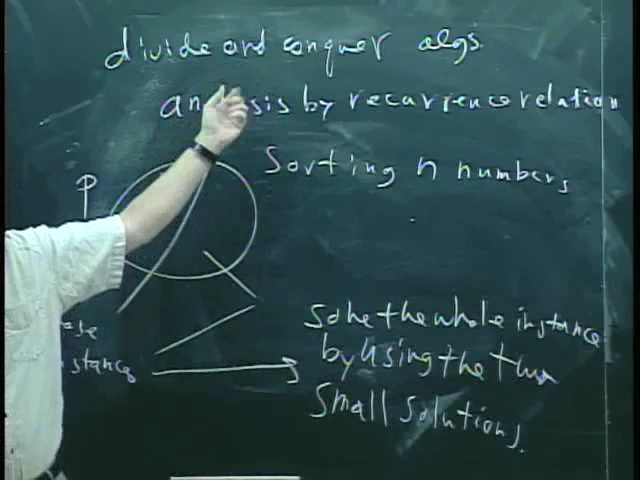 divide and conquer algs.
analysis by recurrence relation
Sorting n numbers
P
instance
solve the whole instance
by using the
small solutions.